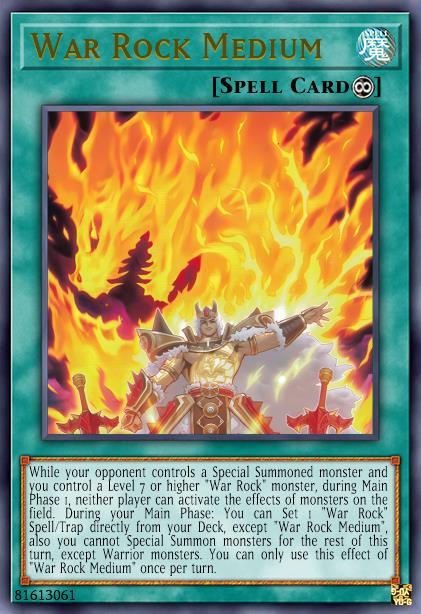 War Rock Medium
SPELL
魔
[Spell Card]
While your opponent controls a Special Summoned monster and
you control a Level 7 or higher "War Rock" monster, during Main
Phase 1, neither player can activate the effects of monsters on the
field. During your Main Phase: You can Set 1 "War Rock"
Spell/Trap directly from your Deck, except "War Rock Medium",
also you cannot Special Summon monsters for the rest of this
turn, except Warrior monsters. You can only use this effect of
"War Rock Medium" once per turn.
81613061